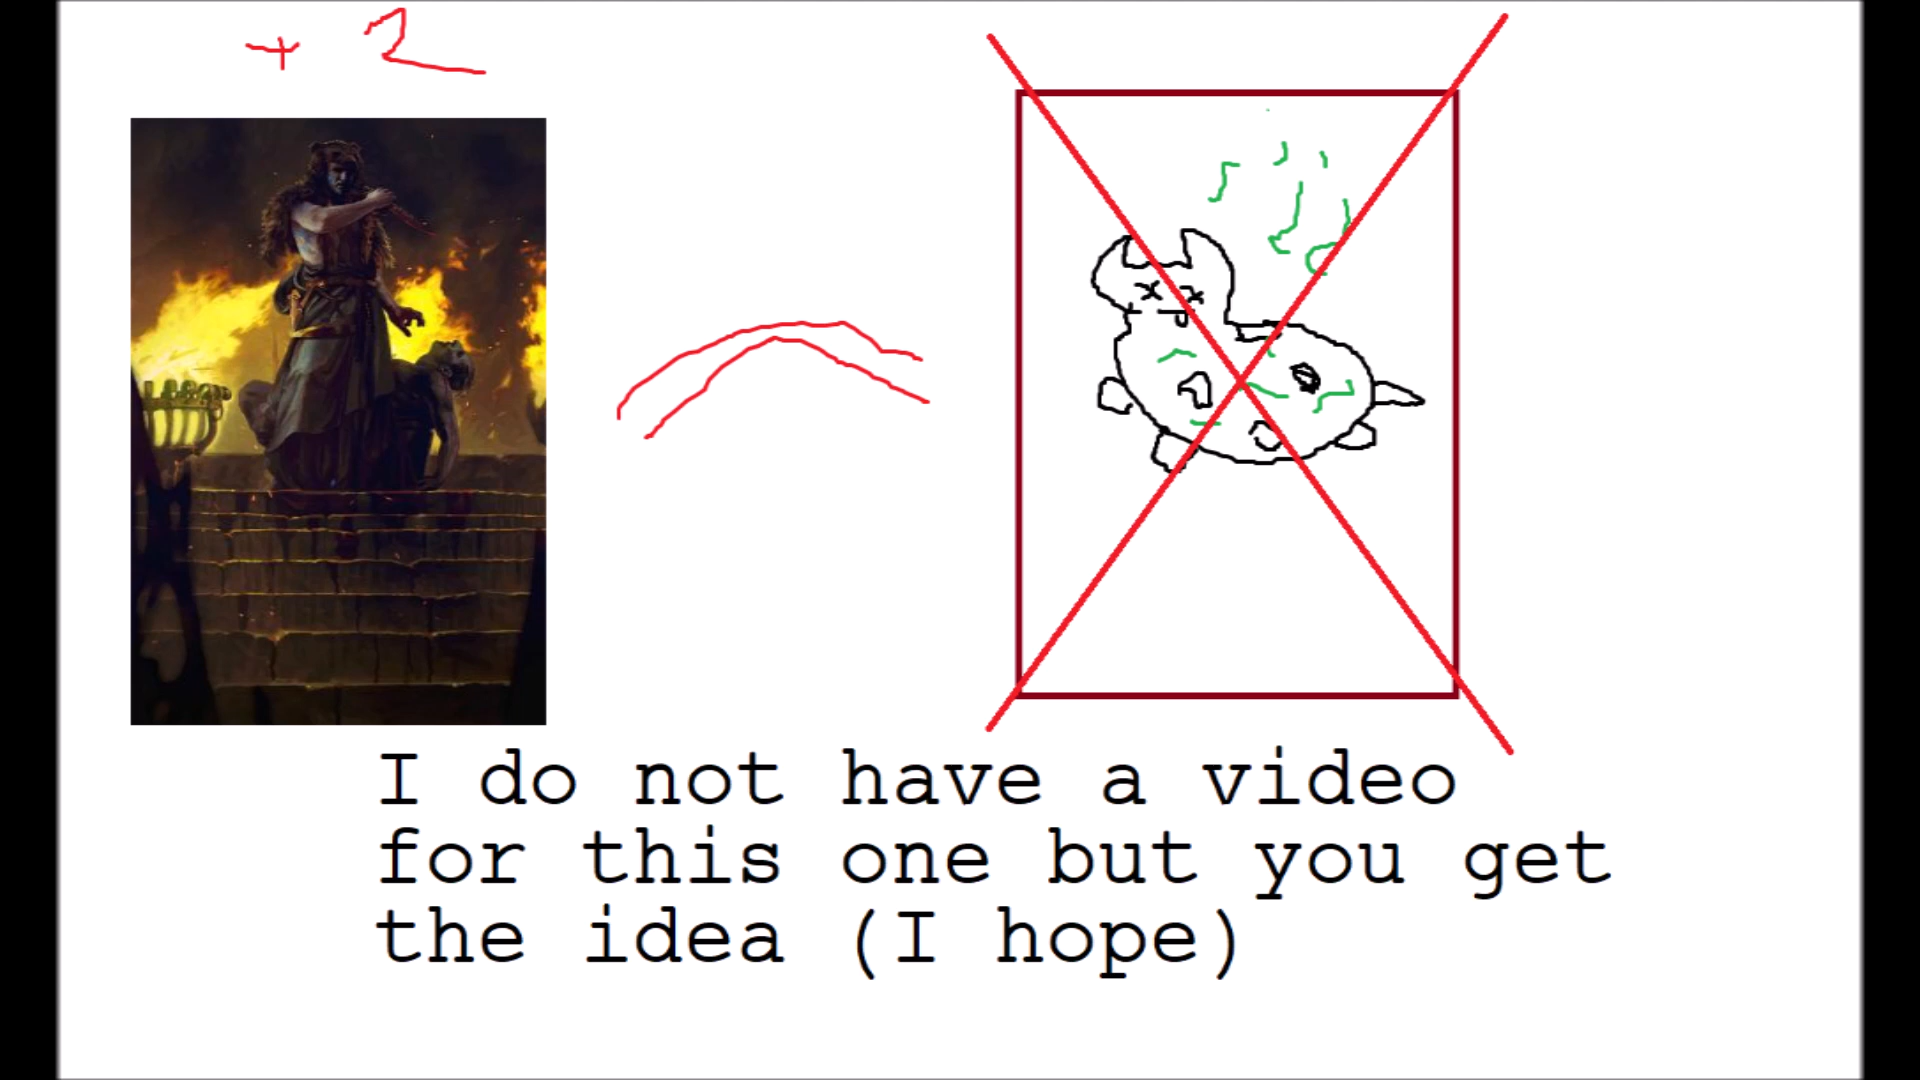 + 2
I do not have a video
for this one but you get
the idea (I hope)